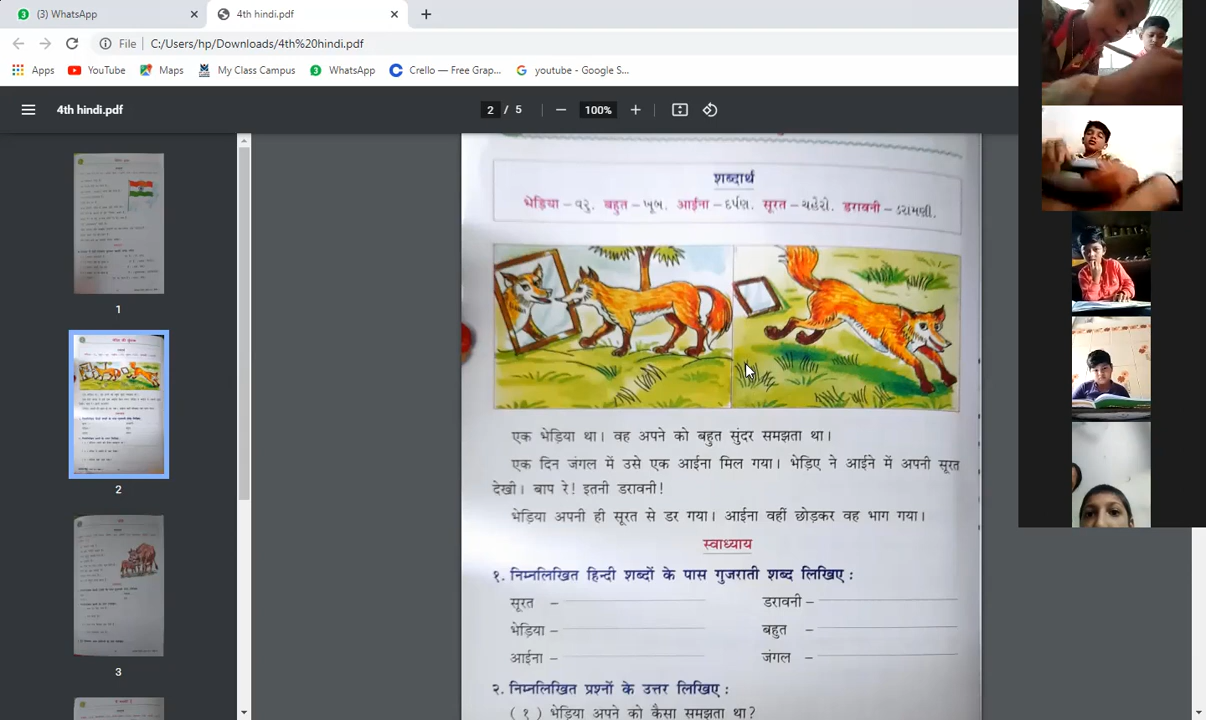 (3) WhatsApp
4th hindi.pdf
File
C:/Users/hp/Downloads/4th%20hindi.pdf
Apps
YouTube
Maps
My Class Campus
WhatsApp
Crello — Free Grap...
youtube - Google S...
4th hindi.pdf
2 / 5
100%
1
2
3
शब्दार्थ
भेड़िया – વરુ. बहुत – ખૂબ. आईना – દર્પણ. सूरत – ચહેરો. डरावनी – ડરામણી.
एक भेड़िया था। वह अपने को बहुत सुंदर समझता था।
एक दिन जंगल में उसे एक आईना मिल गया। भेड़िए ने आईने में अपनी सूरत
देखी। बाप रे! इतनी डरावनी!
भेड़िया अपनी ही सूरत से डर गया। आईना वहीं छोड़कर वह भाग गया।
स्वाध्याय
१. निम्नलिखित हिन्दी शब्दों के पास गुजराती शब्द लिखिए :
सूरत – डरावनी –
भेड़िया – बहुत –
आईना – जंगल –
२. निम्नलिखित प्रश्नों के उत्तर लिखिए :
( १ ) भेड़िया अपने को कैसा समझता था?